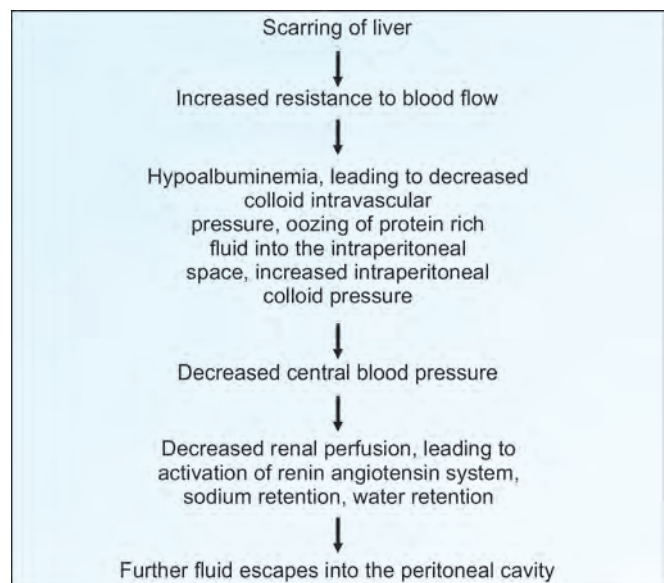 Scarring of liver
Increased resistance to blood flow
Hypoalbuminemia, leading to decreased
colloid intravascular
pressure, oozing of protein rich
fluid into the intraperitoneal
space, increased intraperitoneal
colloid pressure
Decreased central blood pressure
Decreased renal perfusion, leading to
activation of renin angiotensin system,
sodium retention, water retention
Further fluid escapes into the peritoneal cavity